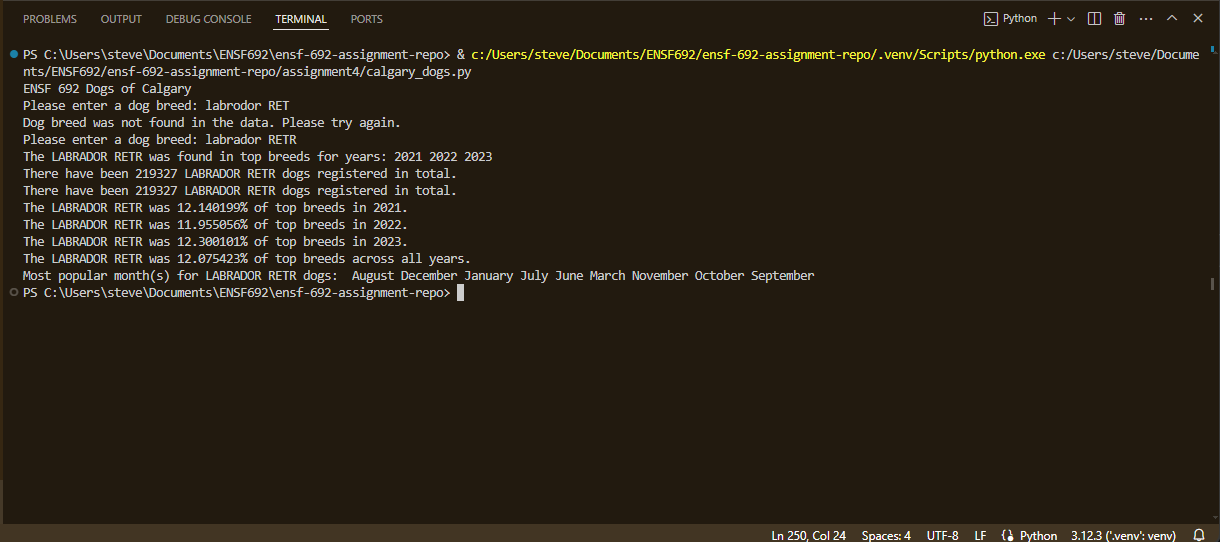 PROBLEMS OUTPUT DEBUG CONSOLE TERMINAL PORTS Python
PS C:\Users\steve\Documents\ENSF692\ensf-692-assignment-repo> & c:/Users/steve/Documents/ENSF692/ensf-692-assignment-repo/.venv/Scripts/python.exe c:/Users/steve/Docume
nts/ENSF692/ensf-692-assignment-repo/assignment4/calgary_dogs.py
ENSF 692 Dogs of Calgary
Please enter a dog breed: labrodor RET
Dog breed was not found in the data. Please try again.
Please enter a dog breed: labrador RETR
The LABRADOR RETR was found in top breeds for years: 2021 2022 2023
There have been 219327 LABRADOR RETR dogs registered in total.
There have been 219327 LABRADOR RETR dogs registered in total.
The LABRADOR RETR was 12.140199% of top breeds in 2021.
The LABRADOR RETR was 11.955056% of top breeds in 2022.
The LABRADOR RETR was 12.300101% of top breeds in 2023.
The LABRADOR RETR was 12.075423% of top breeds across all years.
Most popular month(s) for LABRADOR RETR dogs:  August December January July June March November October September
PS C:\Users\steve\Documents\ENSF692\ensf-692-assignment-repo>
Ln 250, Col 24 Spaces: 4 UTF-8 LF Python 3.12.3 ('.venv': venv)